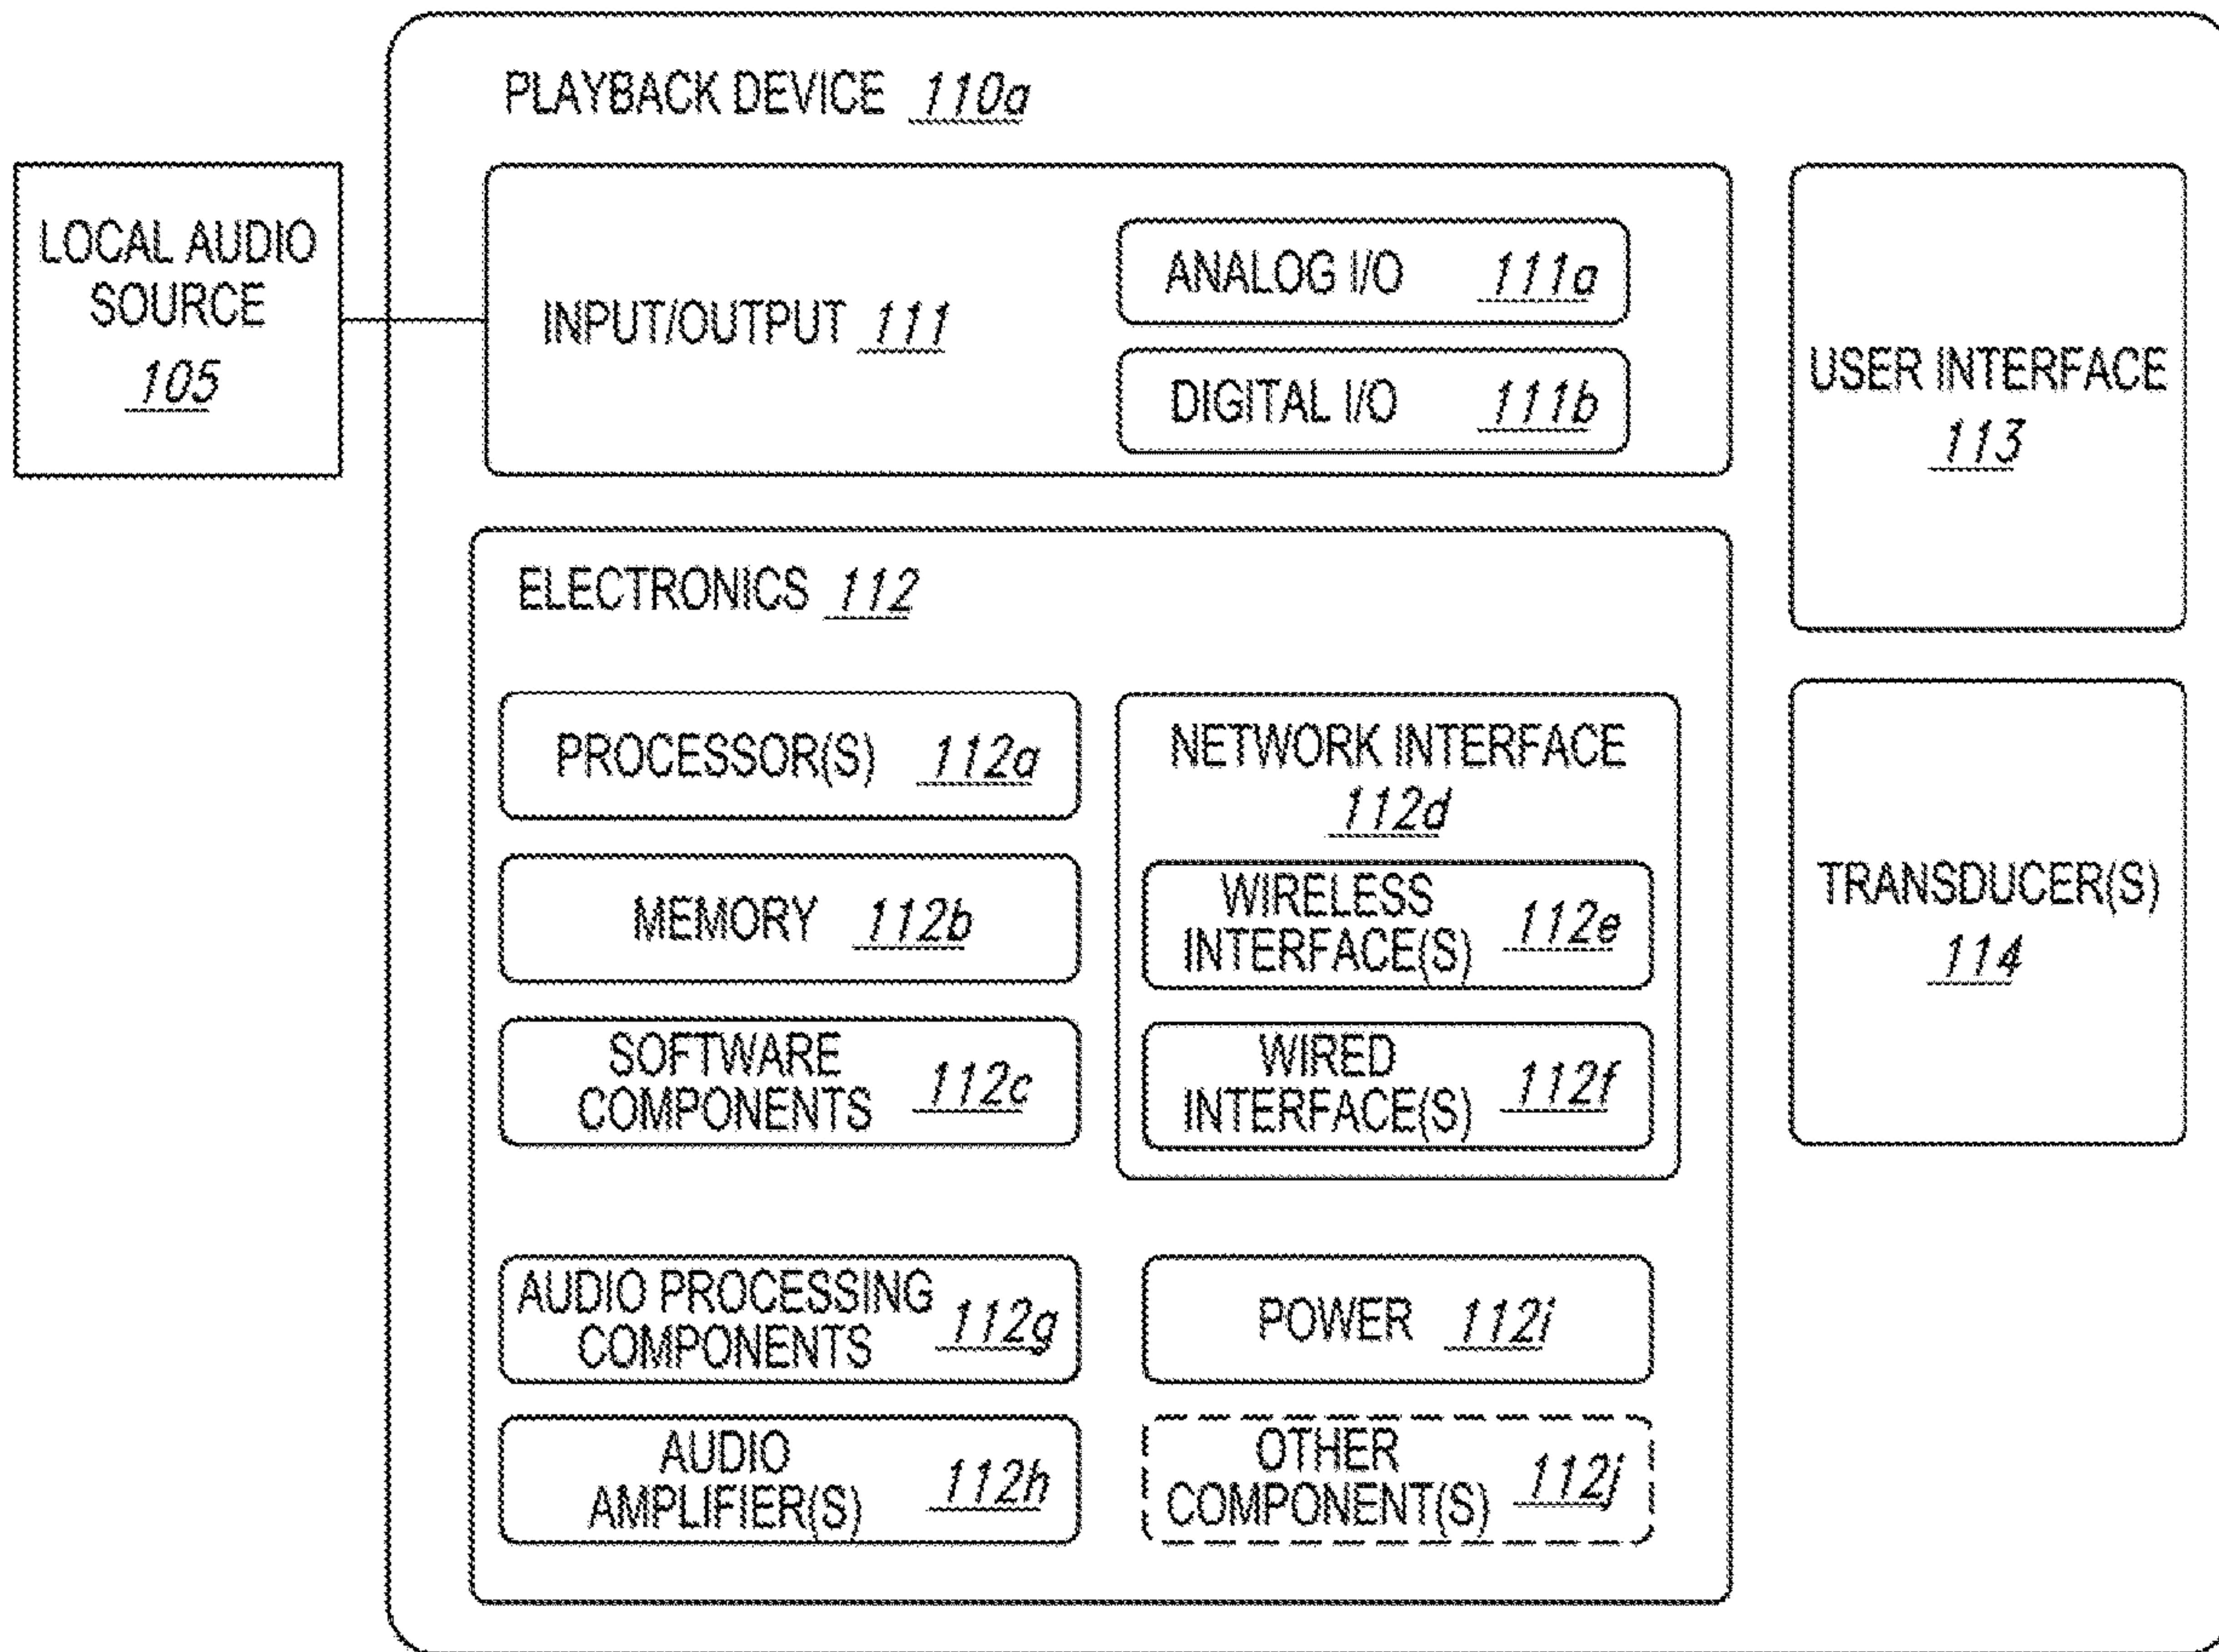 PLAYBACK DEVICE 110a
LOCAL AUDIO
SOURCE
105
INPUT/OUTPUT 111
ANALOG I/O 111a
DIGITAL I/O 111b
USER INTERFACE
113
ELECTRONICS 112
PROCESSOR(S) 112a
MEMORY 112b
SOFTWARE
COMPONENTS 112c
NETWORK INTERFACE
112d
WIRELESS
INTERFACE(S) 112e
WIRED
INTERFACE(S) 112f
TRANSDUCER(S)
114
AUDIO PROCESSING
COMPONENTS 112g
POWER 112i
AUDIO
AMPLIFIER(S) 112h
OTHER
COMPONENT(S) 112j